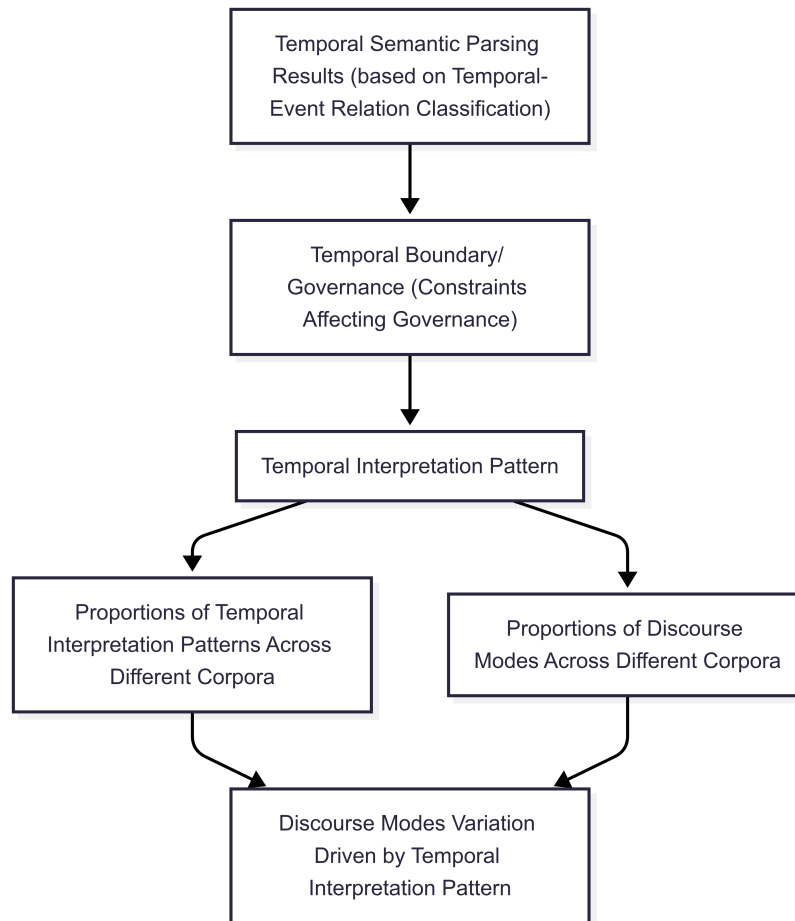 Temporal Semantic Parsing
Results (based on Temporal-
Event Relation Classification)
Temporal Boundary/
Governance (Constraints
Affecting Governance)
Temporal Interpretation Pattern
Proportions of Temporal
Interpretation Patterns Across
Different Corpora
Proportions of Discourse
Modes Across Different Corpora
Discourse Modes Variation
Driven by Temporal
Interpretation Pattern